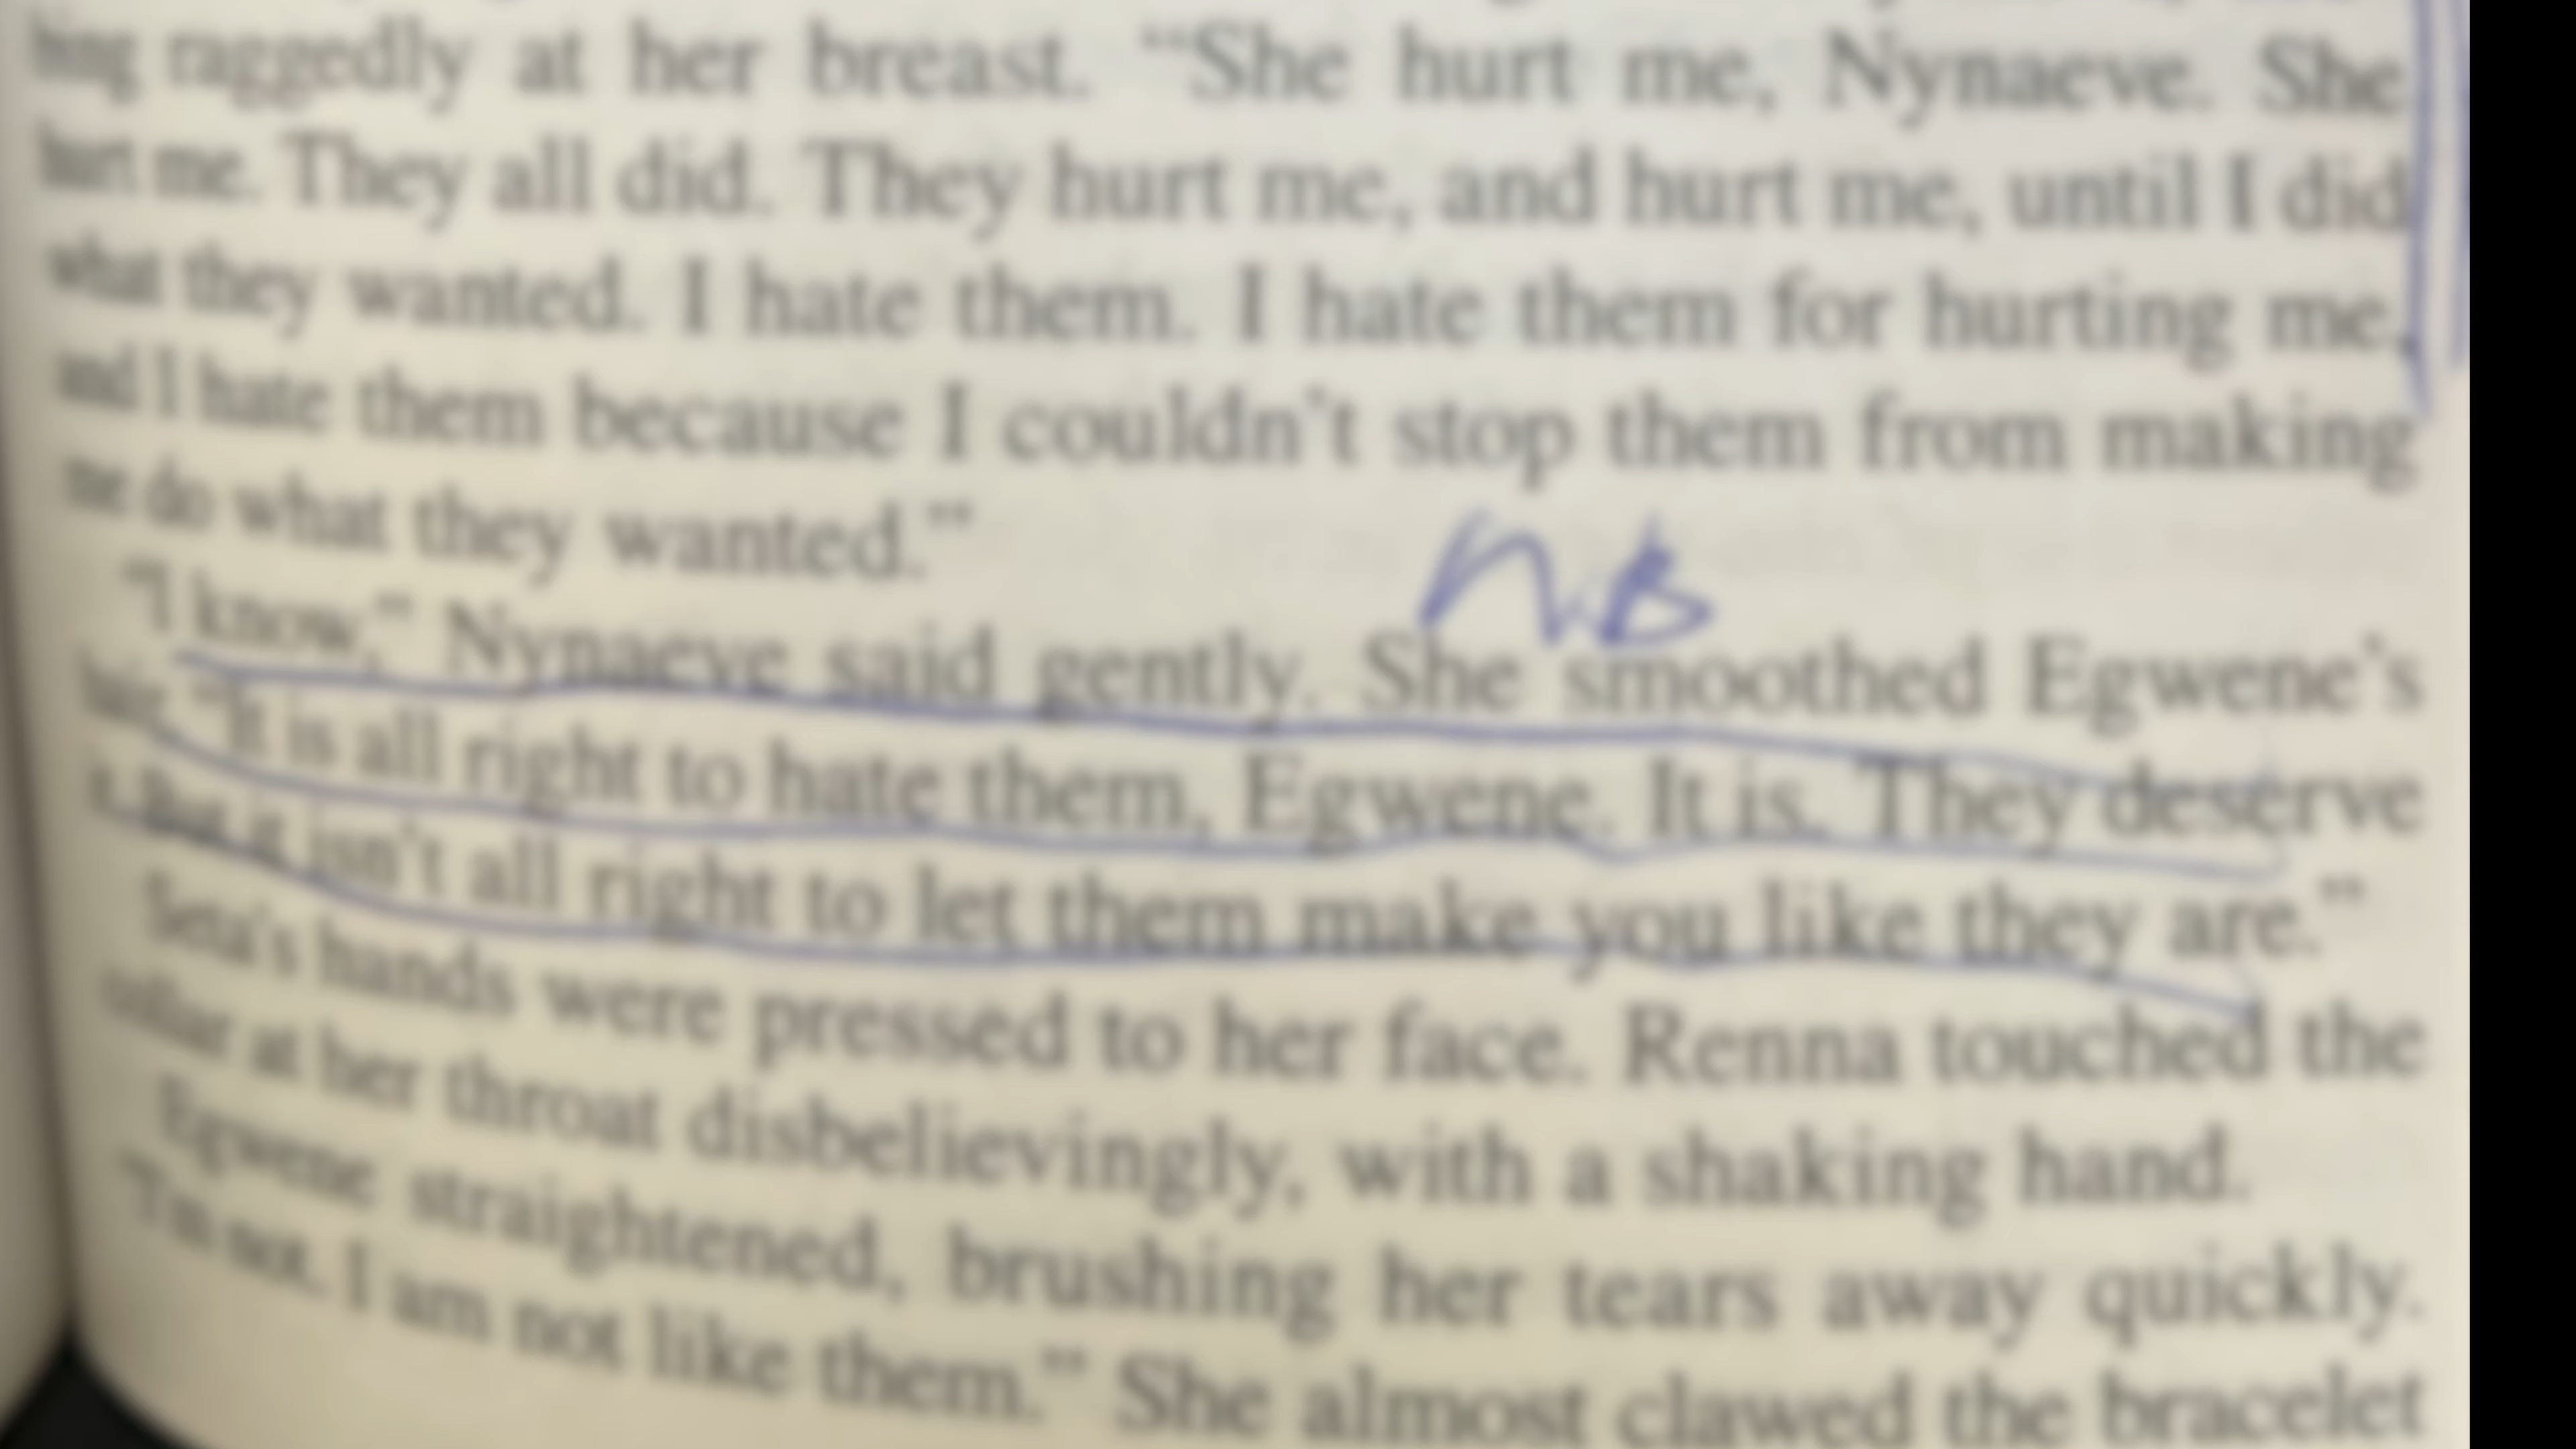 hing raggedly at her breast. “She hurt me, Nynaeve. She
hurt me. They all did. They hurt me, and hurt me, until I did
what they wanted. I hate them. I hate them for hurting me,
and I hate them because I couldn’t stop them from making
me do what they wanted.”
NB
“I know,” Nynaeve said gently. She smoothed Egwene’s
hair. “It is all right to hate them, Egwene. It is. They deserve
it. But it isn’t all right to let them make you like they are.”
Seta’s hands were pressed to her face. Renna touched the
collar at her throat disbelievingly, with a shaking hand.
Egwene straightened, brushing her tears away quickly.
“I’m not. I am not like them.” She almost clawed the bracelet